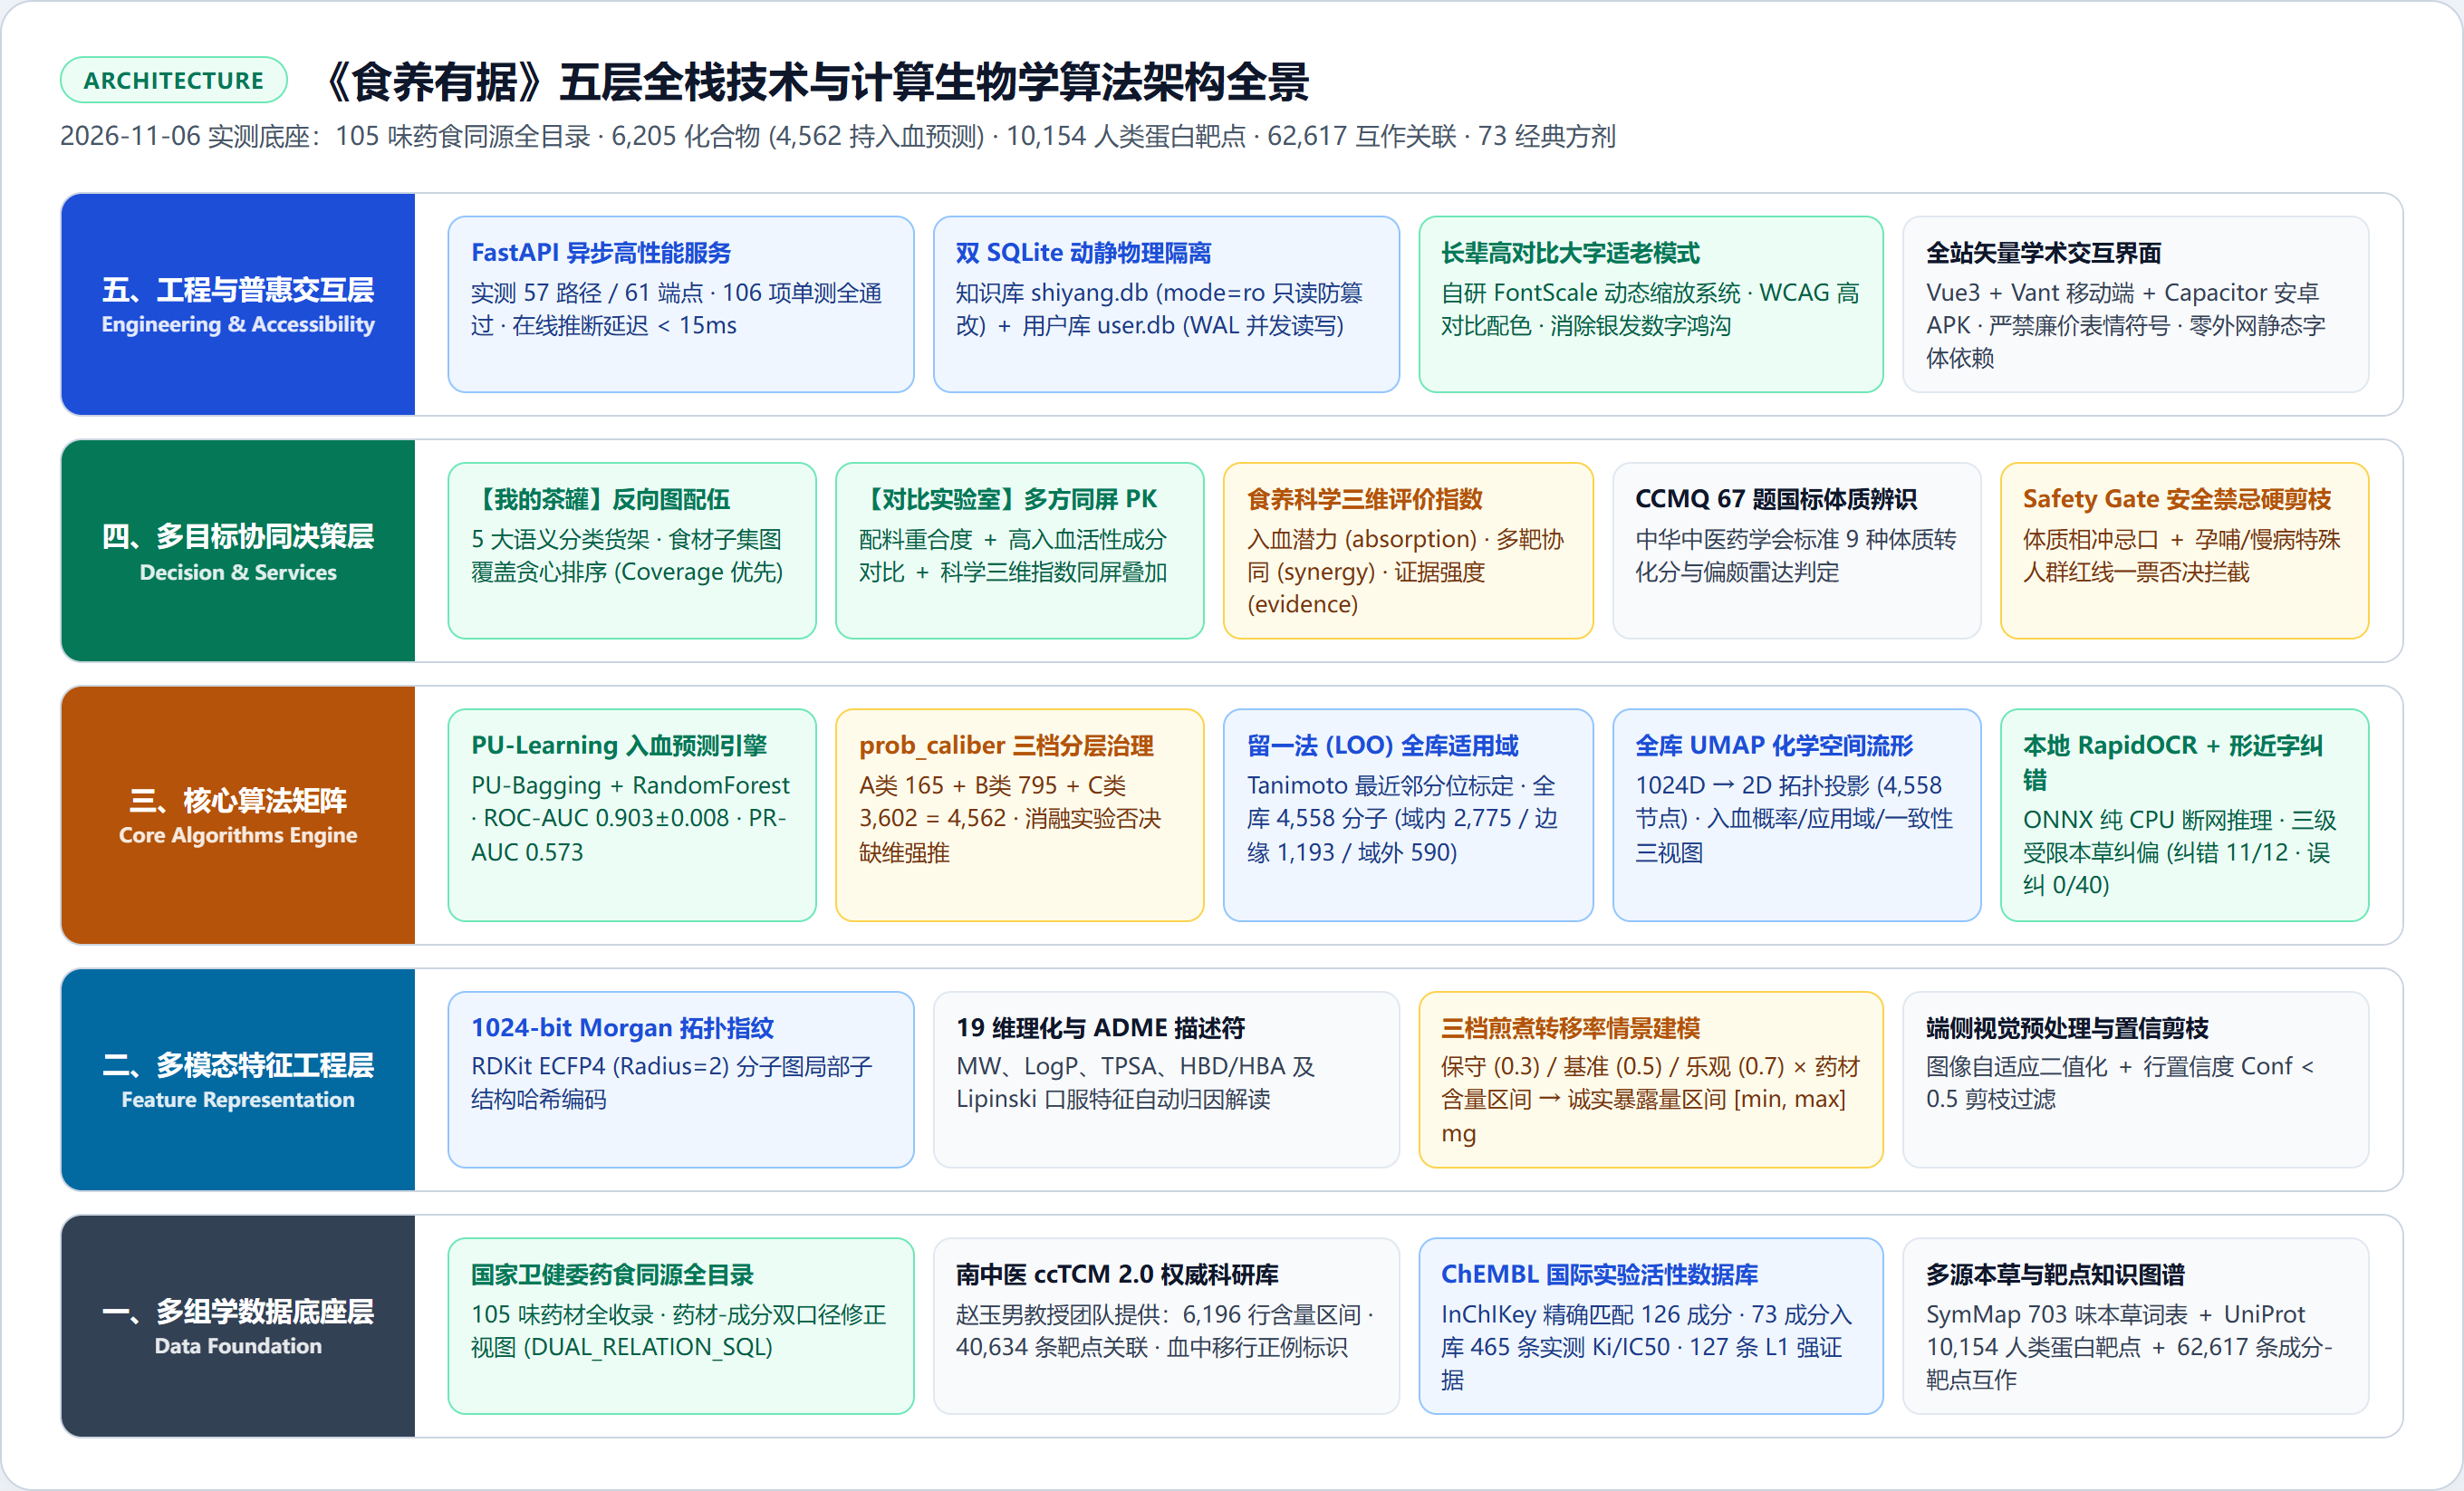 ARCHITECTURE
《食养有据》五层全栈技术与计算生物学算法架构全景
2026-11-06 实测底座：105 味药食同源全目录 · 6,205 化合物 (4,562 持入血预测) · 10,154 人类蛋白靶点 · 62,617 互作关联 · 73 经典方剂
五、工程与普惠交互层
Engineering & Accessibility
FastAPI 异步高性能服务
实测 57 路径 / 61 端点 · 106 项单测全通
过 · 在线推断延迟 < 15ms
双 SQLite 动静物理隔离
知识库 shiyang.db (mode=ro 只读防篡
改) + 用户库 user.db (WAL 并发读写)
长辈高对比大字适老模式
自研 FontScale 动态缩放系统 · WCAG 高
对比配色 · 消除银发数字鸿沟
全站矢量学术交互界面
Vue3 + Vant 移动端 + Capacitor 安卓
APK · 严禁廉价表情符号 · 零外网静态字
体依赖
四、多目标协同决策层
Decision & Services
【我的茶罐】反向图配伍
5 大语义分类货架 · 食材子集图
覆盖贪心排序 (Coverage 优先)
【对比实验室】多方同屏 PK
配料重合度 + 高入血活性成分
对比 + 科学三维指数同屏叠加
食养科学三维评价指数
入血潜力 (absorption) · 多靶协
同 (synergy) · 证据强度
(evidence)
CCMQ 67 题国标体质辨识
中华中医药学会标准 9 种体质转
化分与偏颇雷达判定
Safety Gate 安全禁忌硬剪枝
体质相冲忌口 + 孕哺/慢病特殊
人群红线一票否决拦截
三、核心算法矩阵
Core Algorithms Engine
PU-Learning 入血预测引擎
PU-Bagging + RandomForest
· ROC-AUC 0.903±0.008 · PR-
AUC 0.573
prob_caliber 三档分层治理
A类 165 + B类 795 + C类
3,602 = 4,562 · 消融实验否决
缺维强推
留一法 (LOO) 全库适用域
Tanimoto 最近邻分位标定 · 全
库 4,558 分子 (域内 2,775 / 边
缘 1,193 / 域外 590)
全库 UMAP 化学空间流形
1024D → 2D 拓扑投影 (4,558
节点) · 入血概率/应用域/一致性
三视图
本地 RapidOCR + 形近字纠
错
ONNX 纯 CPU 断网推理 · 三级
受限本草纠偏 (纠错 11/12 · 误
纠 0/40)
二、多模态特征工程层
Feature Representation
1024-bit Morgan 拓扑指纹
RDKit ECFP4 (Radius=2) 分子图局部子
结构哈希编码
19 维理化与 ADME 描述符
MW、LogP、TPSA、HBD/HBA 及
Lipinski 口服特征自动归因解读
三档煎煮转移率情景建模
保守 (0.3) / 基准 (0.5) / 乐观 (0.7) × 药材
含量区间 → 诚实暴露量区间 [min, max]
mg
端侧视觉预处理与置信剪枝
图像自适应二值化 + 行置信度 Conf <
0.5 剪枝过滤
一、多组学数据底座层
Data Foundation
国家卫健委药食同源全目录
105 味药材全收录 · 药材-成分双口径修正
视图 (DUAL_RELATION_SQL)
南中医 ccTCM 2.0 权威科研库
赵玉男教授团队提供：6,196 行含量区间 ·
40,634 条靶点关联 · 血中移行正例标识
ChEMBL 国际实验活性数据库
InChIKey 精确匹配 126 成分 · 73 成分入
库 465 条实测 Ki/IC50 · 127 条 L1 强证
据
多源本草与靶点知识图谱
SymMap 703 味本草词表 + UniProt
10,154 人类蛋白靶点 + 62,617 条成分-
靶点互作